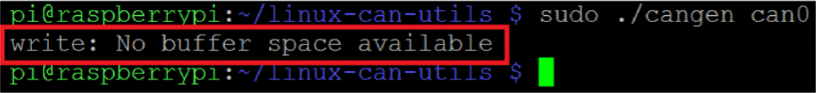 pi@raspberrypi:~/linux-can-utils $ sudo ./cangen can0
write: No buffer space available
pi@raspberrypi:~/linux-can-utils $